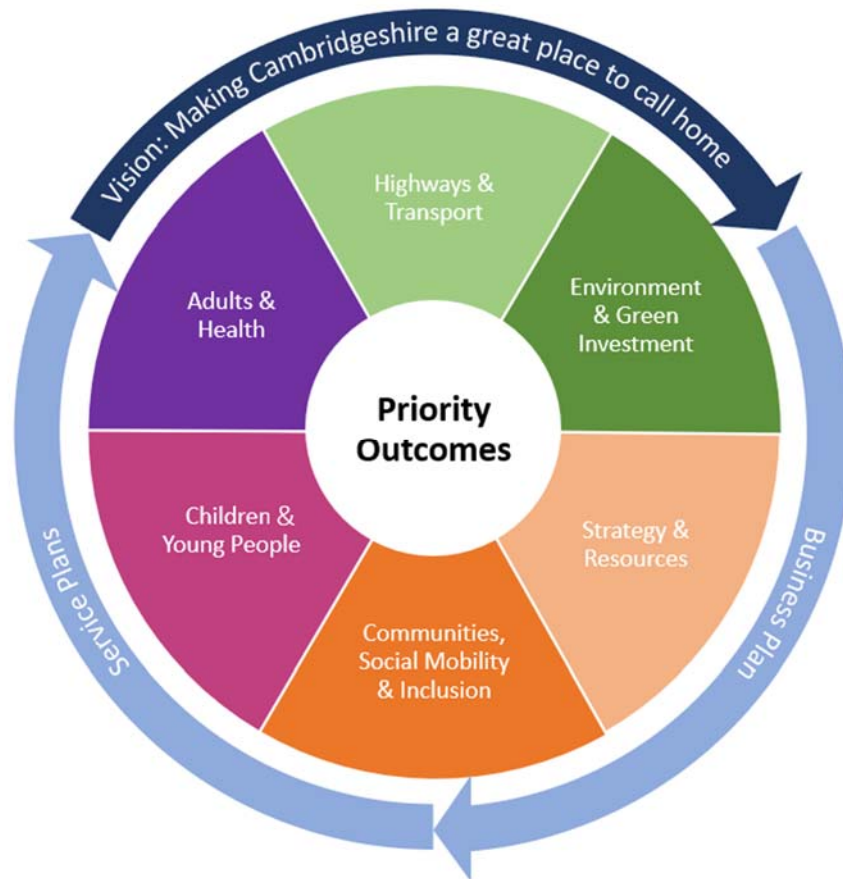 Vision: Making Cambridgeshire a great place to call home
Highways &
Transport
Environment
& Green
Investment
Adults &
Health
Priority
Outcomes
Children &
Young People
Strategy &
Resources
Communities,
Social Mobility
& Inclusion
Business Plan
Service Plans